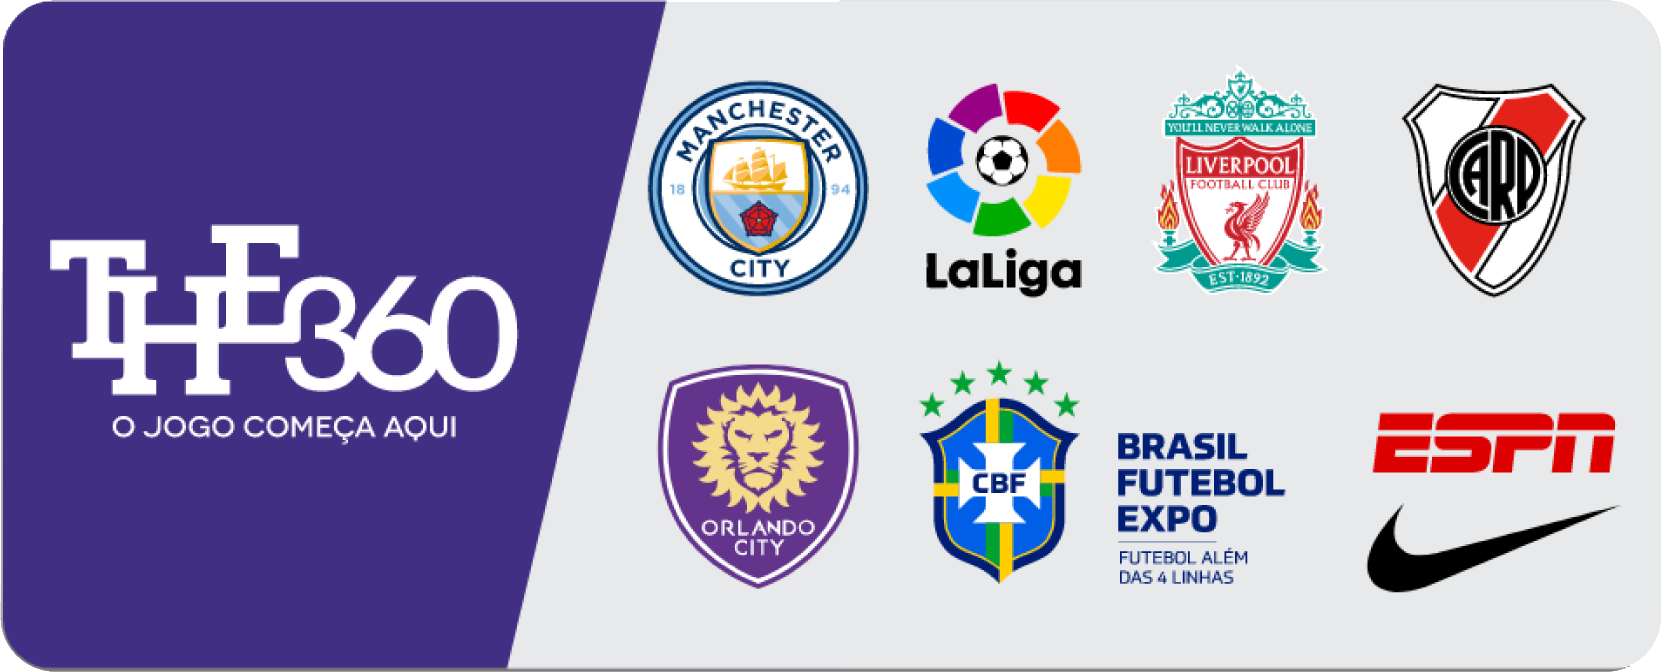 THE360
O JOGO COMEÇA AQUI
MANCHESTER
18 94
CITY
LaLiga
YOU'LL NEVER WALK ALONE
LIVERPOOL
FOOTBALL CLUB
EST·1892
CARP
ORLANDO
CITY
CBF
BRASIL
FUTEBOL
EXPO
FUTEBOL ALÉM
DAS 4 LINHAS
ESPN